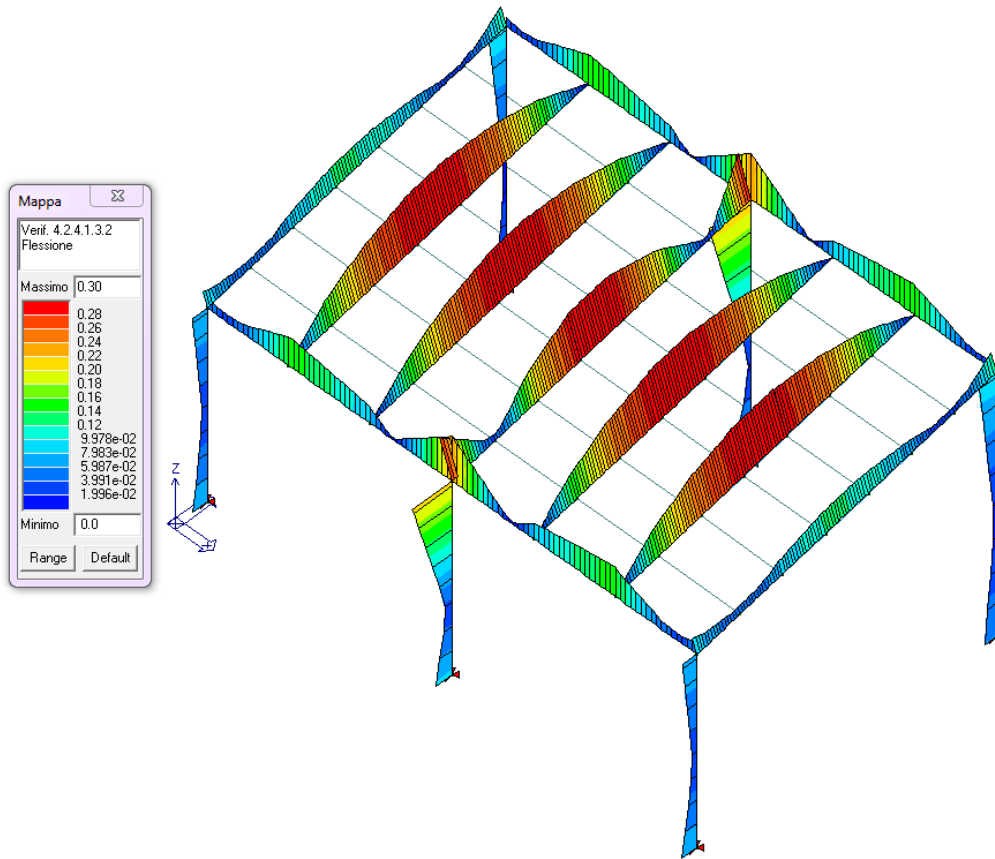 Mappa
Verif. 4.2.4.1.3.2
Flessione
Massimo 0.30
0.28
0.26
0.24
0.22
0.20
0.18
0.16
0.14
0.12
9.978e-02
7.983e-02
5.987e-02
3.991e-02
1.996e-02
Minimo 0.0
Range Default
Z